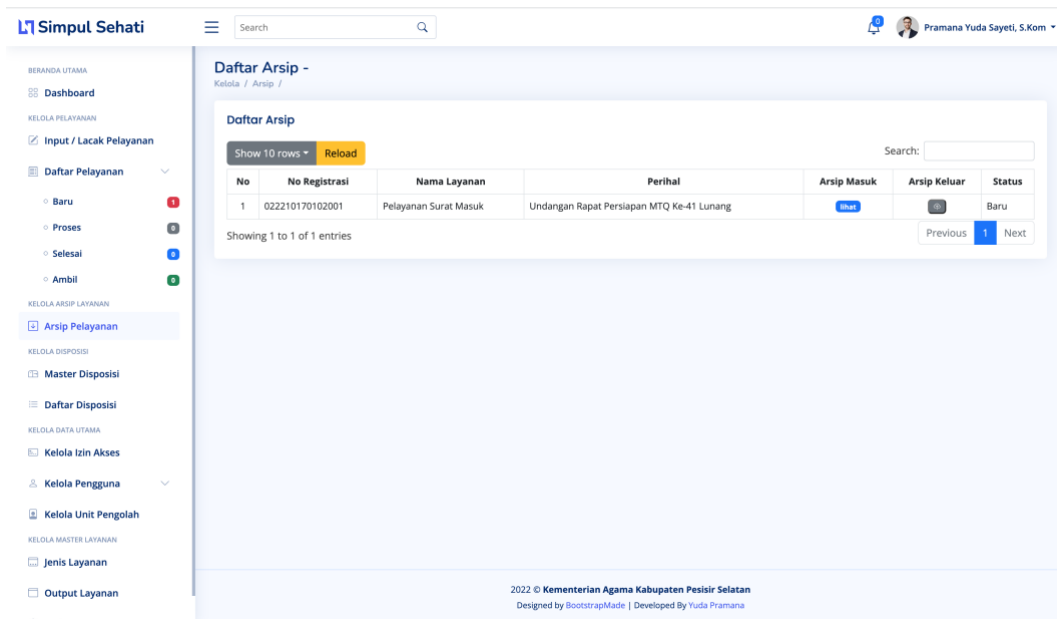 Simpul Sehati
Search
0
Pramana Yuda Sayeti, S.Kom
BERANDA UTAMA
Dashboard
KELOLA PELAYANAN
Input / Lacak Pelayanan
Daftar Pelayanan
Baru 1
Proses 0
Selesai 0
Ambil 0
KELOLA ARSIP LAYANAN
Arsip Pelayanan
KELOLA DISPOSISI
Master Disposisi
Daftar Disposisi
KELOLA DATA UTAMA
Kelola Izin Akses
Kelola Pengguna
Kelola Unit Pengolah
KELOLA MASTER LAYANAN
Jenis Layanan
Output Layanan
Daftar Arsip -
Kelola / Arsip /
Daftar Arsip
Show 10 rows Reload
Search:
No No Registrasi Nama Layanan Perihal Arsip Masuk Arsip Keluar Status
1 022210170102001 Pelayanan Surat Masuk Undangan Rapat Persiapan MTQ Ke-41 Lunang lihat Baru
Showing 1 to 1 of 1 entries
Previous 1 Next
2022 © Kementerian Agama Kabupaten Pesisir Selatan
Designed by BootstrapMade | Developed By Yuda Pramana